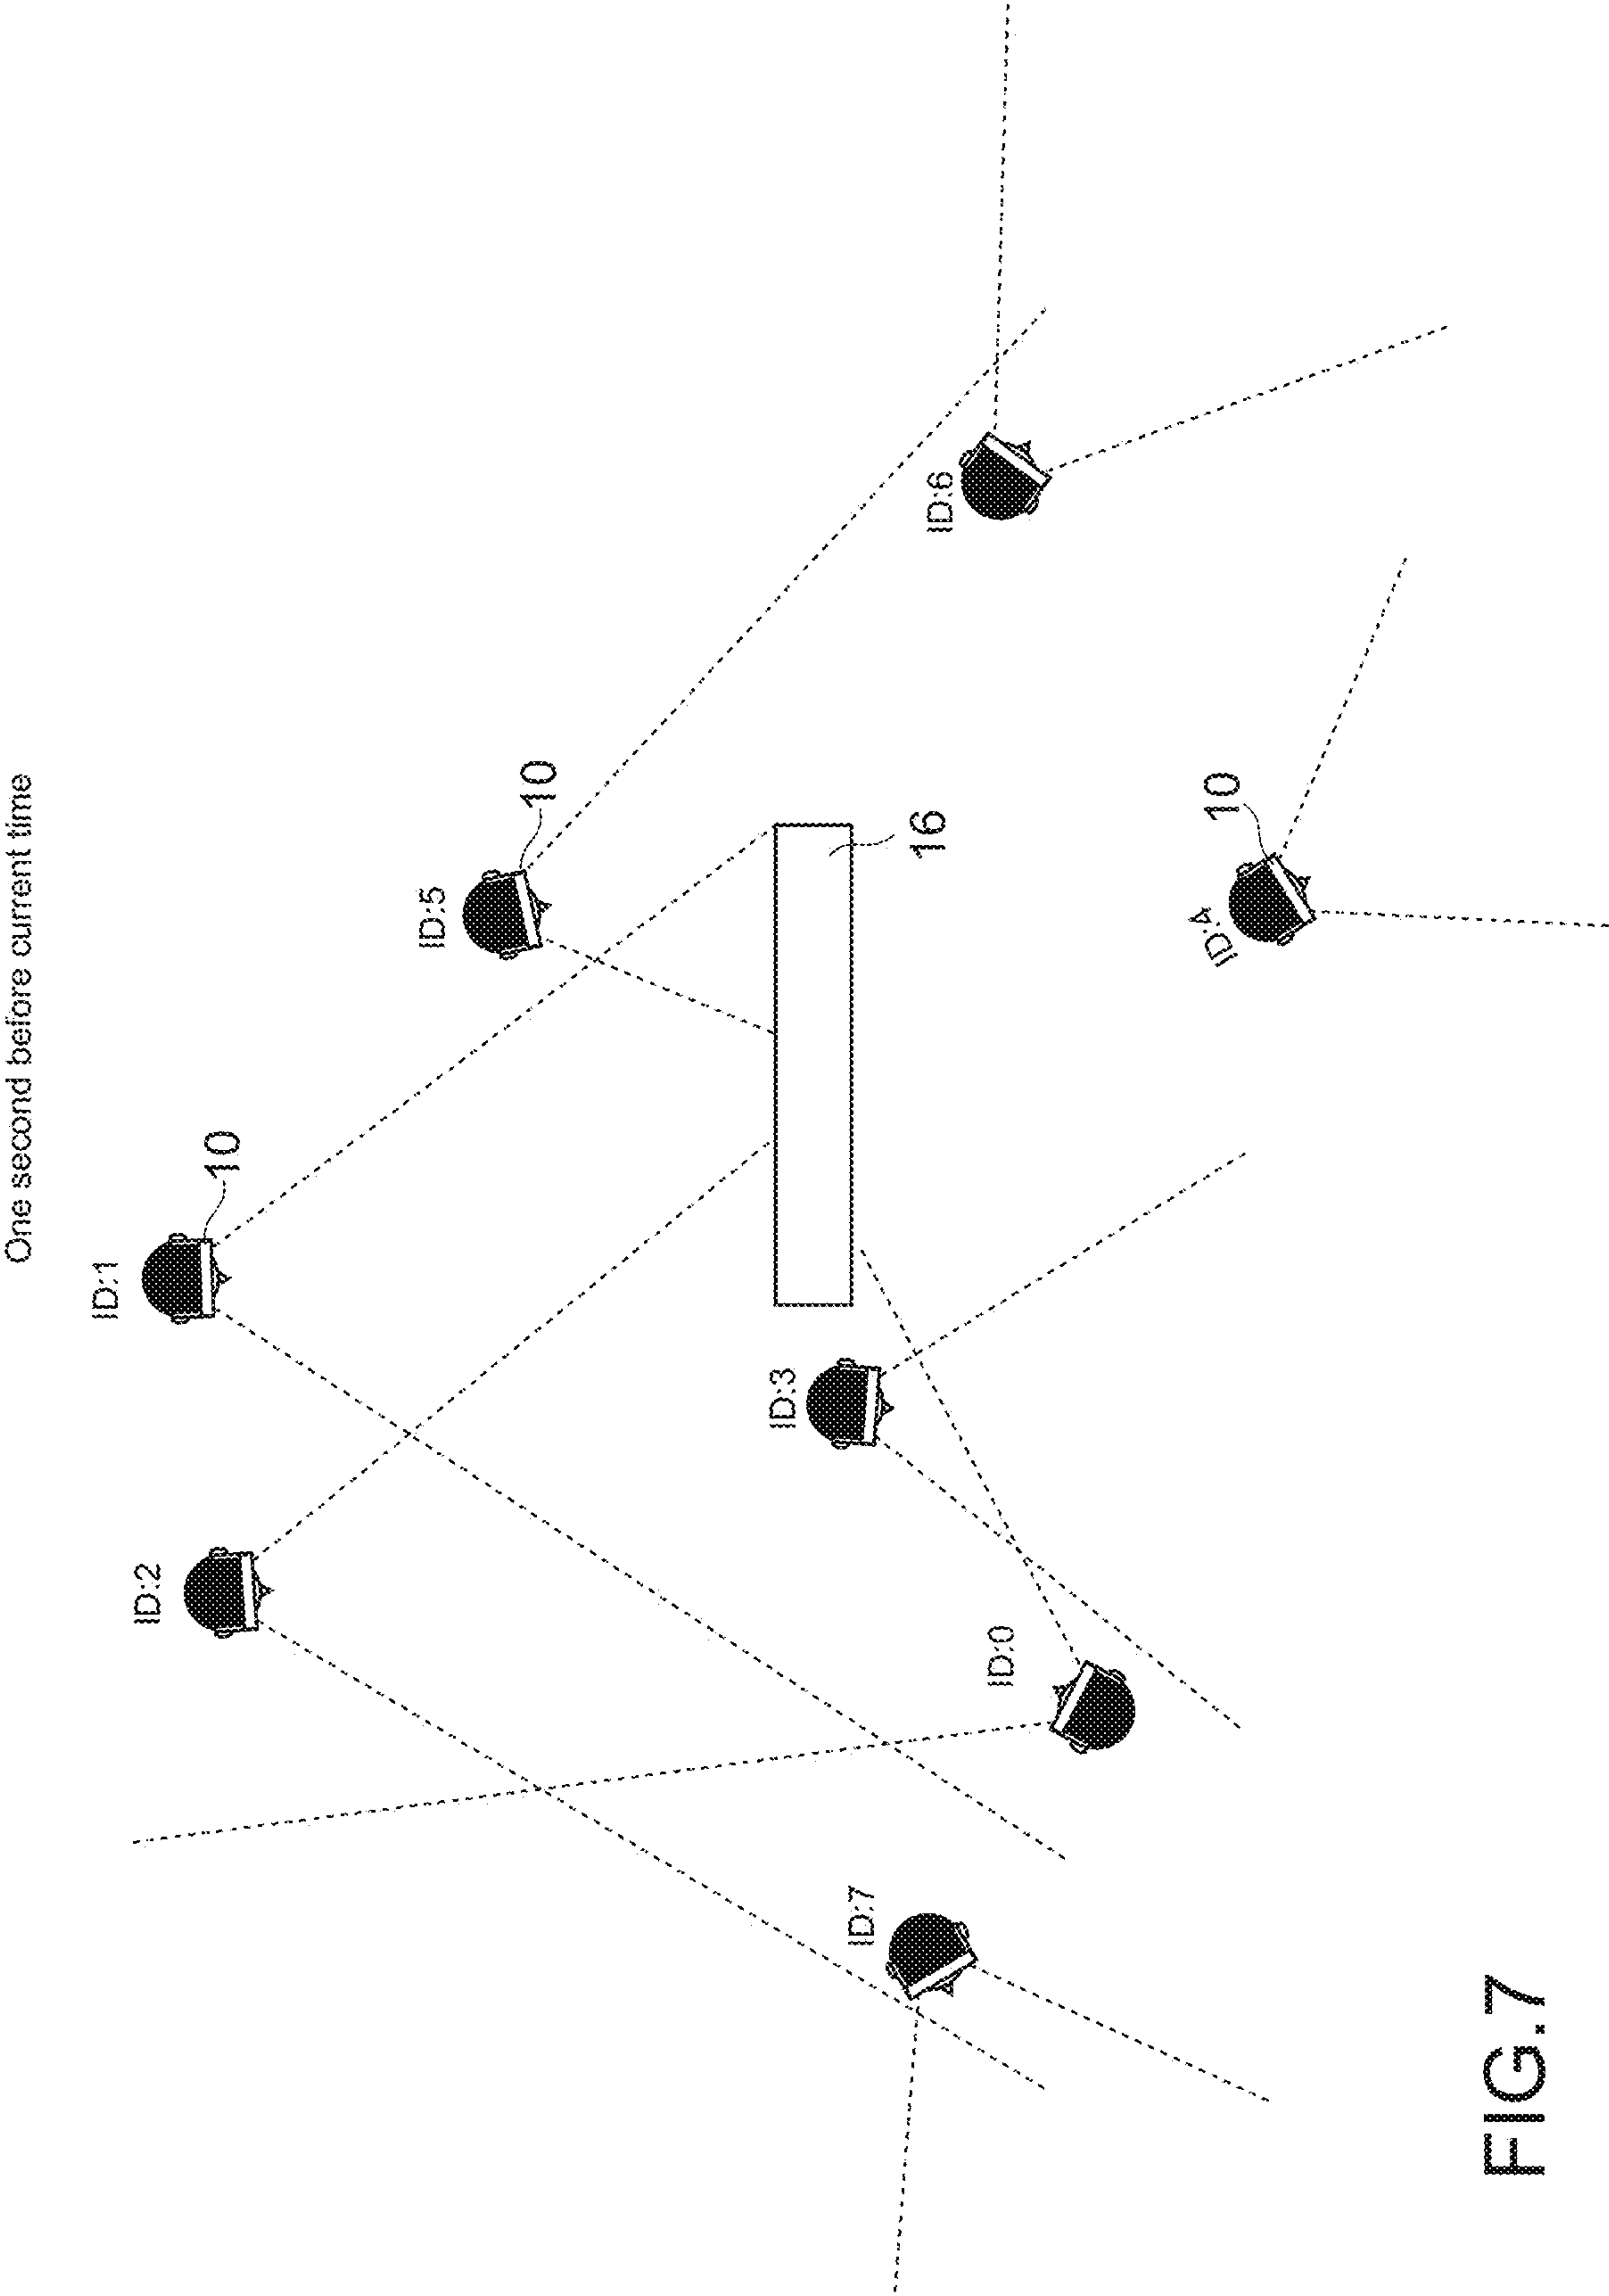 One second before current time
ID:1
10
ID:2
ID:5
10
ID:3
16
ID:6
ID:7
ID:0
ID:4
10
FIG.7